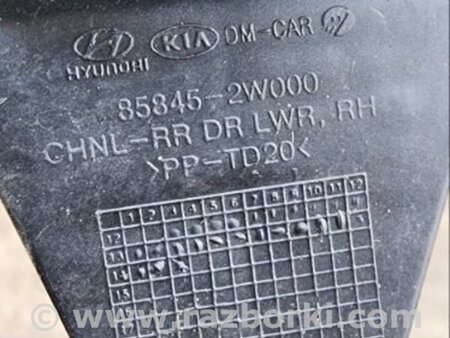 HYUNDAI KIA DM-CAR
85845-2W000
CHNL-RR DR LWR, RH
>PP-TD20<
1 2 3 4 5 6 7 8 9 10 11 12
12
13
14
15
www.razborki.com